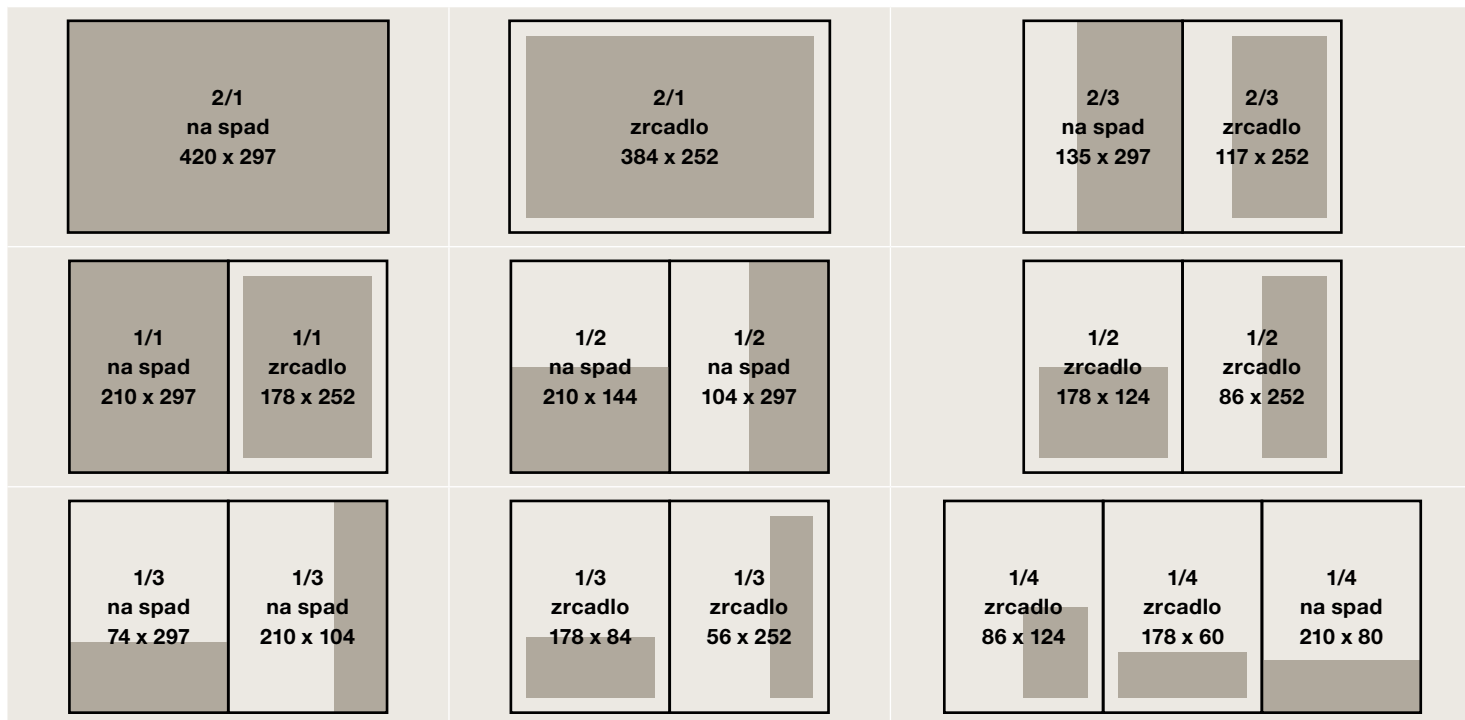 2/1
na spad
420 x 297
2/1
zrcadlo
384 x 252
2/3
na spad
135 x 297
2/3
zrcadlo
117 x 252
1/1
na spad
210 x 297
1/1
zrcadlo
178 x 252
1/2
na spad
210 x 144
1/2
na spad
104 x 297
1/2
zrcadlo
178 x 124
1/2
zrcadlo
86 x 252
1/3
na spad
74 x 297
1/3
na spad
210 x 104
1/3
zrcadlo
178 x 84
1/3
zrcadlo
56 x 252
1/4
zrcadlo
86 x 124
1/4
zrcadlo
178 x 60
1/4
na spad
210 x 80